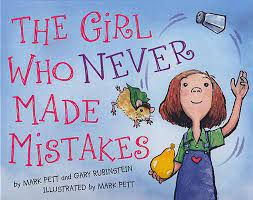 THE GIRL
WHO NEVER
MADE
MISTAKES
by MARK PETT and GARY RUBINSTEIN
ILLUSTRATED by MARK PETT